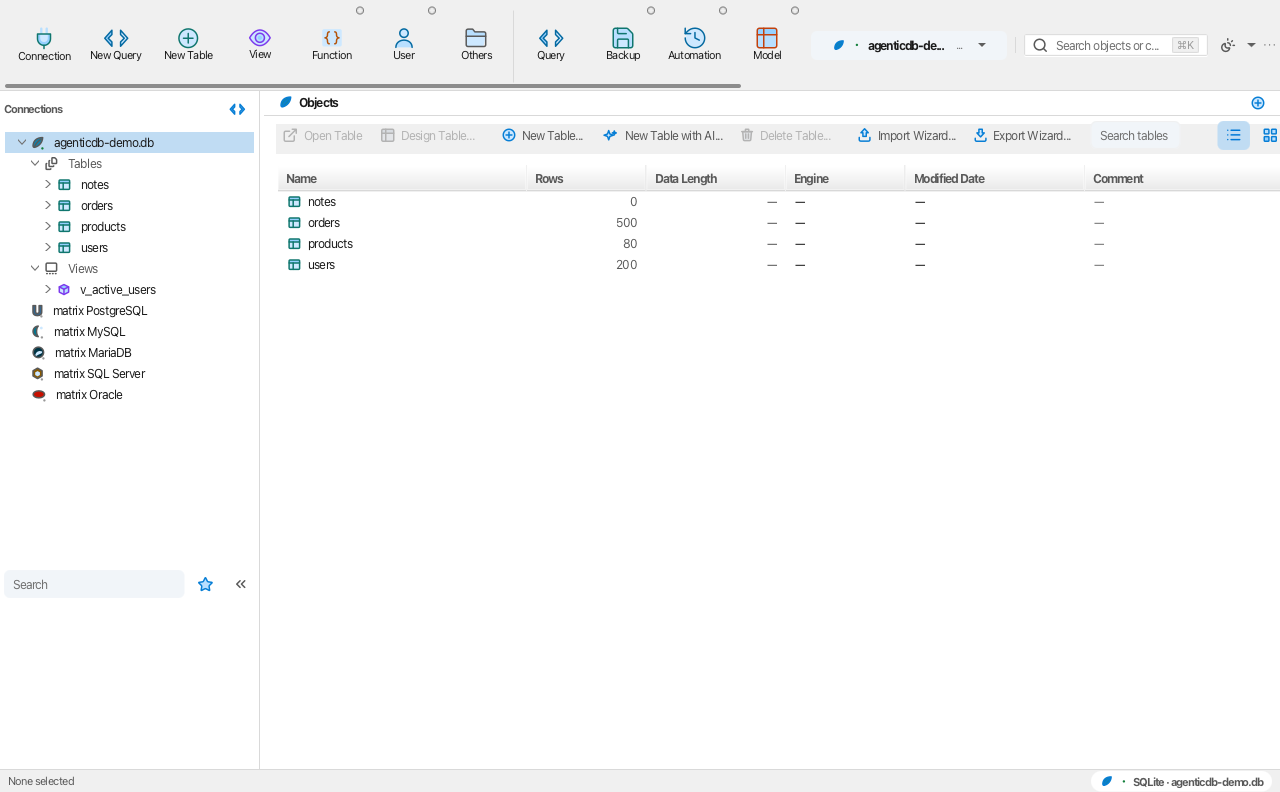 Connection
New Query
New Table
View
Function
User
Others
Query
Backup
Automation
Model
agenticdb-de... ...
Search objects or c... ⌘K
Connections
agenticdb-demo.db
Tables
notes
orders
products
users
Views
v_active_users
matrix PostgreSQL
matrix MySQL
matrix MariaDB
matrix SQL Server
matrix Oracle
Search
Objects
Open Table
Design Table...
New Table...
New Table with AI...
Delete Table...
Import Wizard...
Export Wizard...
Search tables
Name Rows Data Length Engine Modified Date Comment
notes 0 — — — —
orders 500 — — — —
products 80 — — — —
users 200 — — — —
None selected
SQLite · agenticdb-demo.db